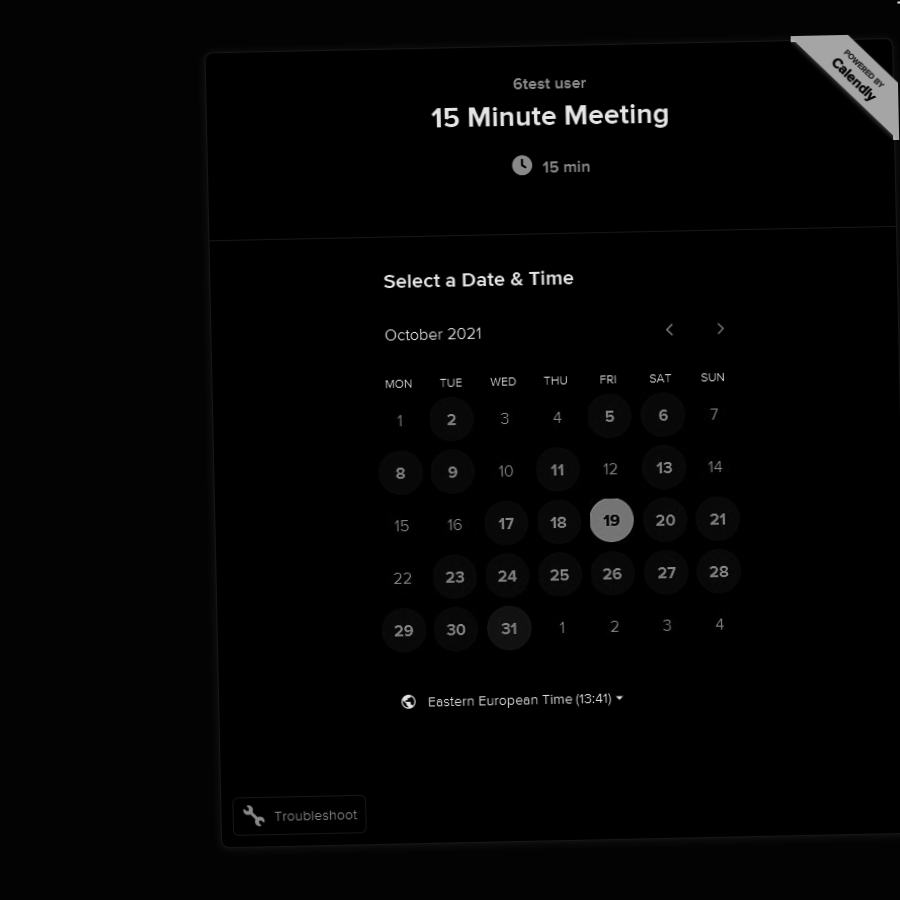 POWERED BY
Calendly
6test user
15 Minute Meeting
15 min
Select a Date & Time
October 2021
MON TUE WED THU FRI SAT SUN
1 2 3 4 5 6 7
8 9 10 11 12 13 14
15 16 17 18 19 20 21
22 23 24 25 26 27 28
29 30 31 1 2 3 4
Eastern European Time (13:41)
Troubleshoot